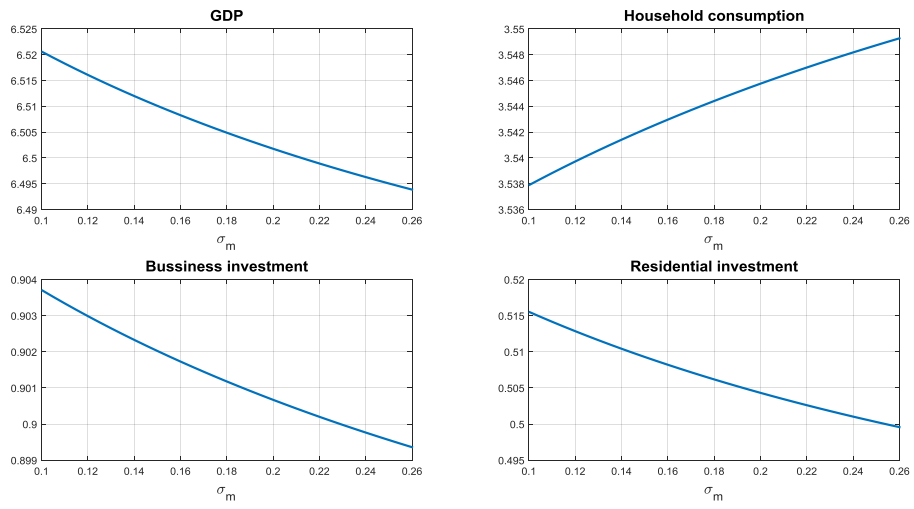 GDP
6.525
6.52
6.515
6.51
6.505
6.5
6.495
6.49
0.1 0.12 0.14 0.16 0.18 0.2 0.22 0.24 0.26
σm
Household consumption
3.55
3.548
3.546
3.544
3.542
3.54
3.538
3.536
0.1 0.12 0.14 0.16 0.18 0.2 0.22 0.24 0.26
σm
Bussiness investment
0.904
0.903
0.902
0.901
0.9
0.899
0.1 0.12 0.14 0.16 0.18 0.2 0.22 0.24 0.26
σm
Residential investment
0.52
0.515
0.51
0.505
0.5
0.495
0.1 0.12 0.14 0.16 0.18 0.2 0.22 0.24 0.26
σm